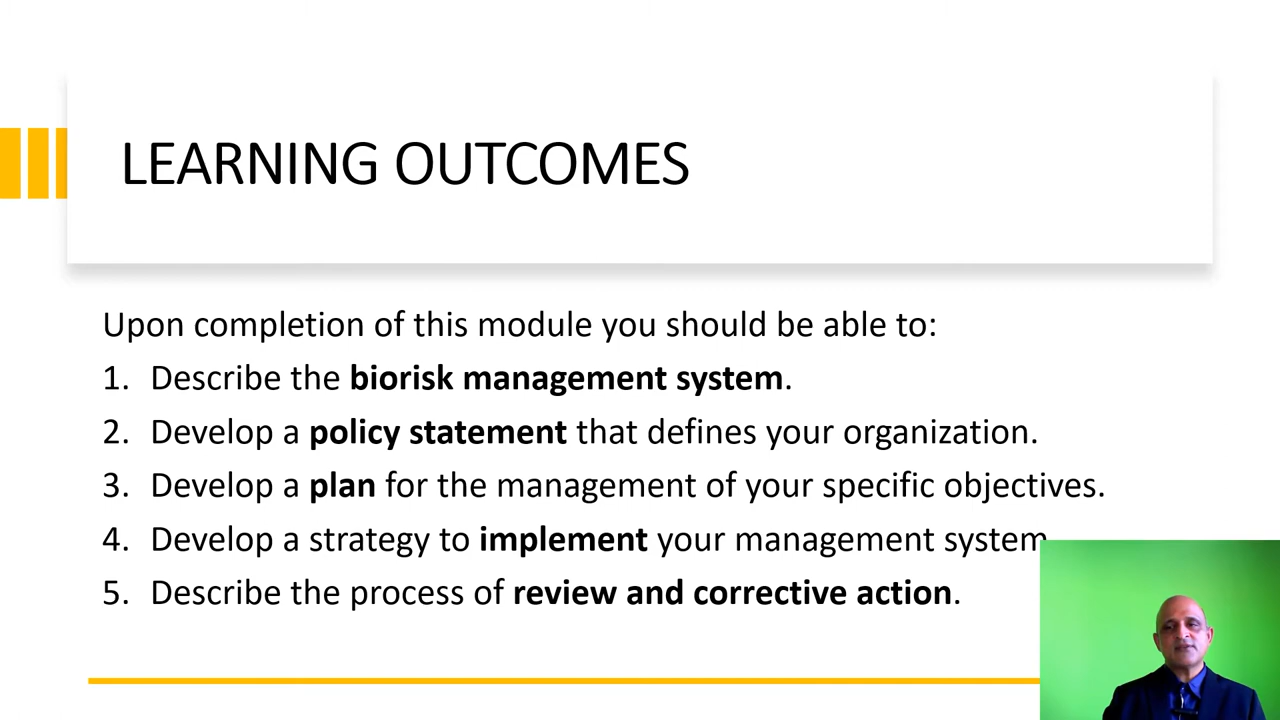 LEARNING OUTCOMES
Upon completion of this module you should be able to:
1. Describe the biorisk management system.
2. Develop a policy statement that defines your organization.
3. Develop a plan for the management of your specific objectives.
4. Develop a strategy to implement your management system
5. Describe the process of review and corrective action.